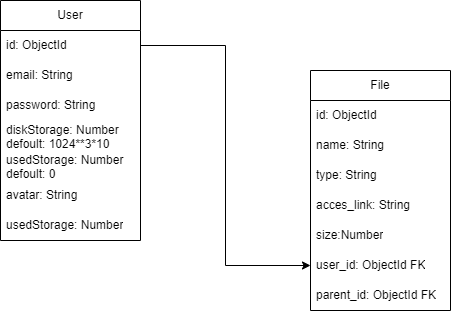 User
id: ObjectId
email: String
password: String
diskStorage: Number
defoult: 1024**3*10
usedStorage: Number
defoult: 0
avatar: String
usedStorage: Number
File
id: ObjectId
name: String
type: String
acces_link: String
size:Number
user_id: ObjectId FK
parent_id: ObjectId FK